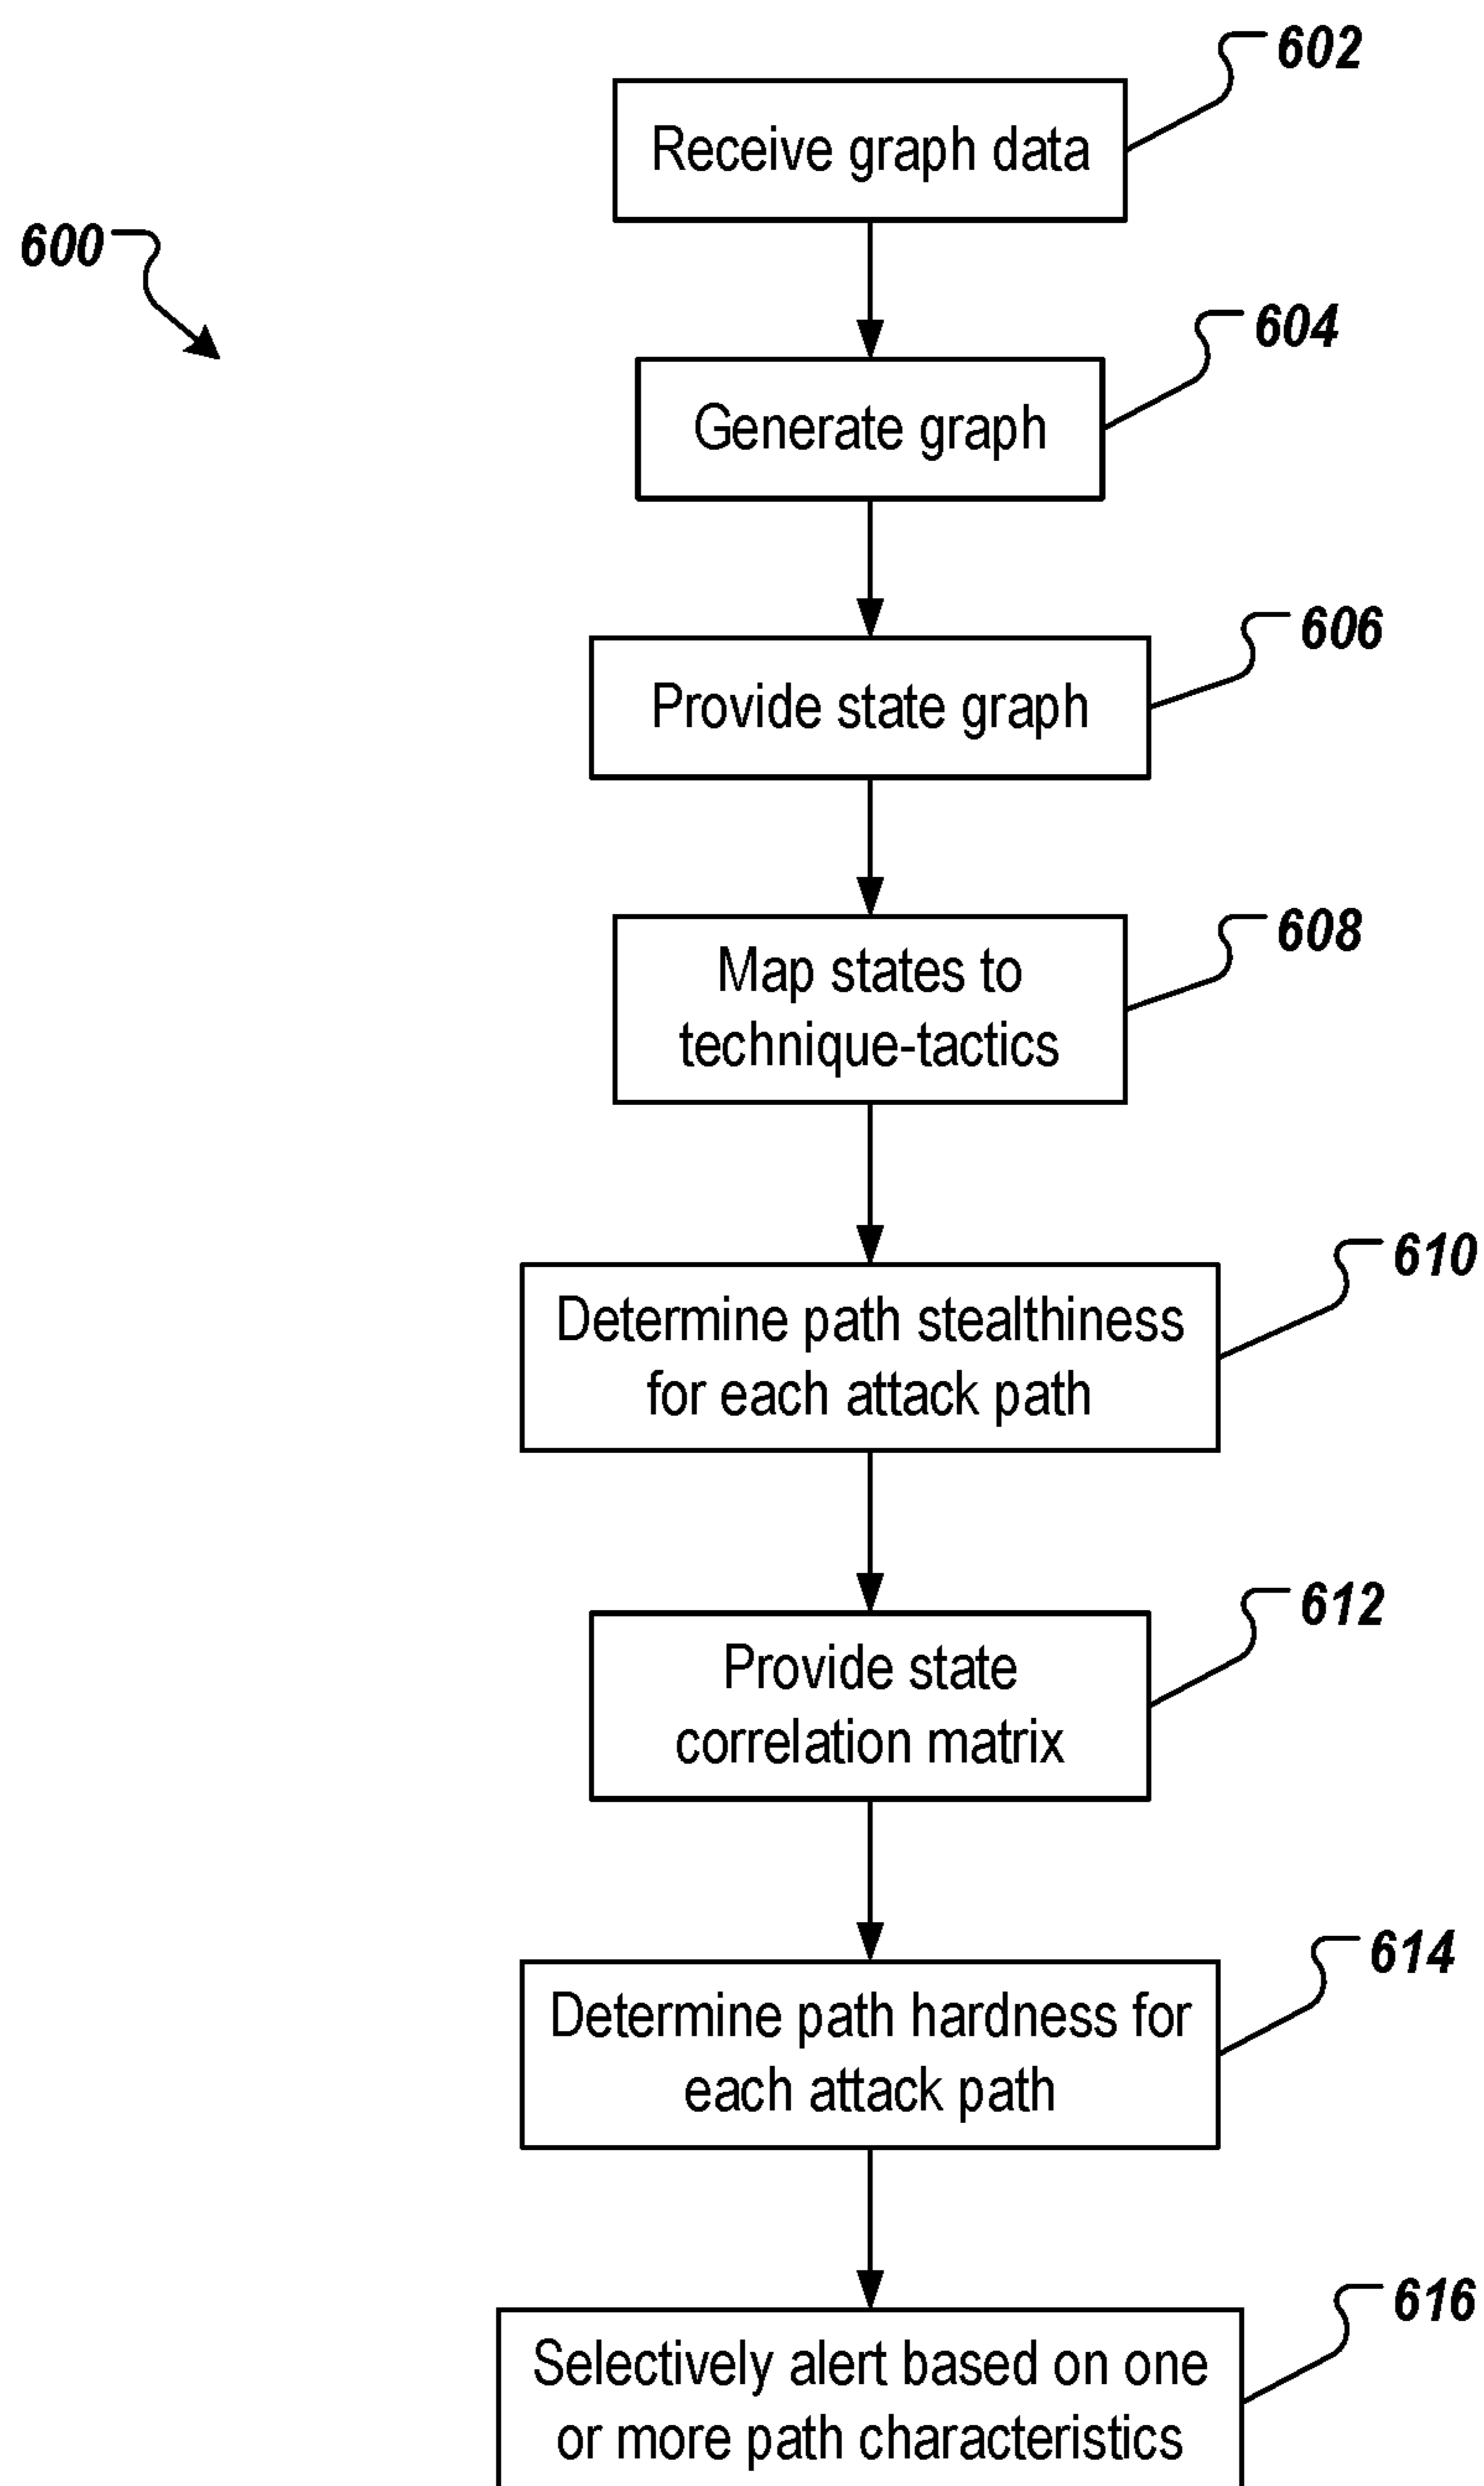 602
Receive graph data
600
604
Generate graph
606
Provide state graph
608
Map states to
technique-tactics
610
Determine path stealthiness
for each attack path
612
Provide state
correlation matrix
614
Determine path hardness for
each attack path
616
Selectively alert based on one
or more path characteristics